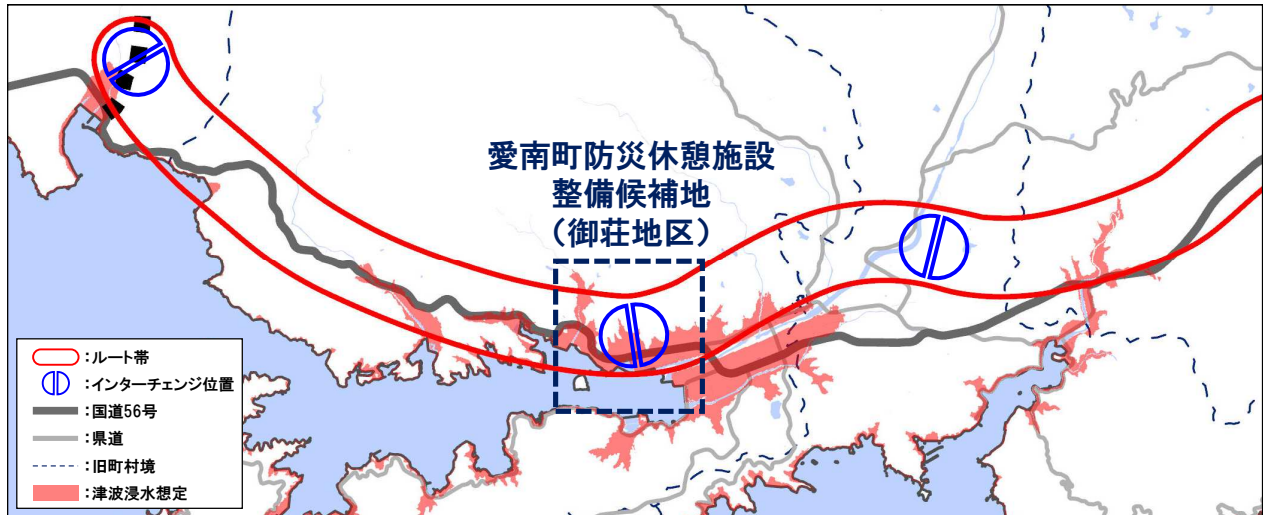 愛南町防災休憩施設
整備候補地
（御荘地区）
：ルート帯
：インターチェンジ位置
：国道56号
：県道
：旧町村境
：津波浸水想定